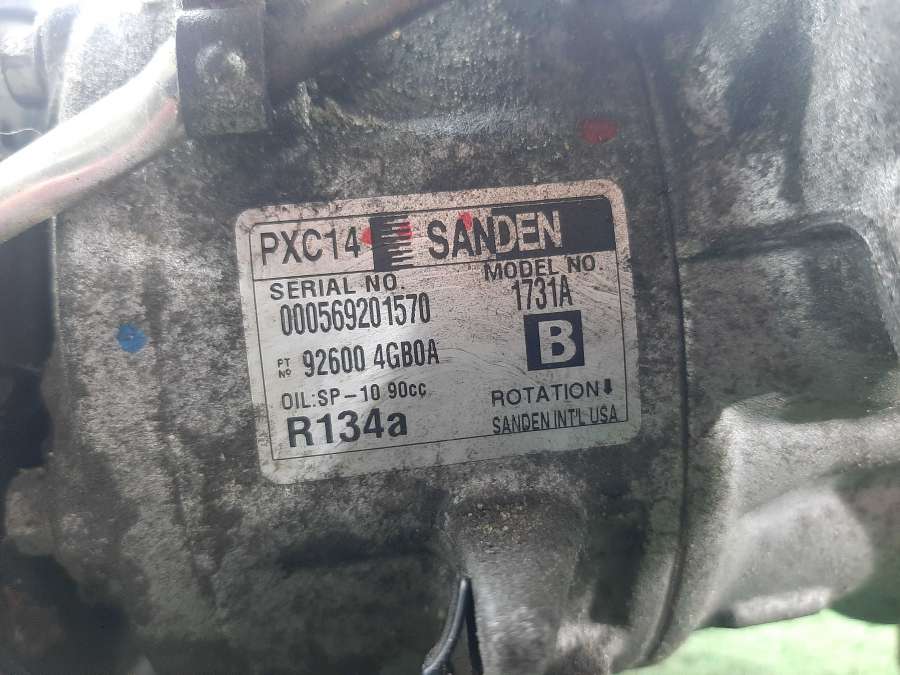 PXC14 SANDEN
SERIAL NO.
000569201570
MODEL NO.
1731A
PT NO 92600 4GB0A
B
OIL:SP-10 90cc
R134a
ROTATION⬇
SANDEN INT'L USA